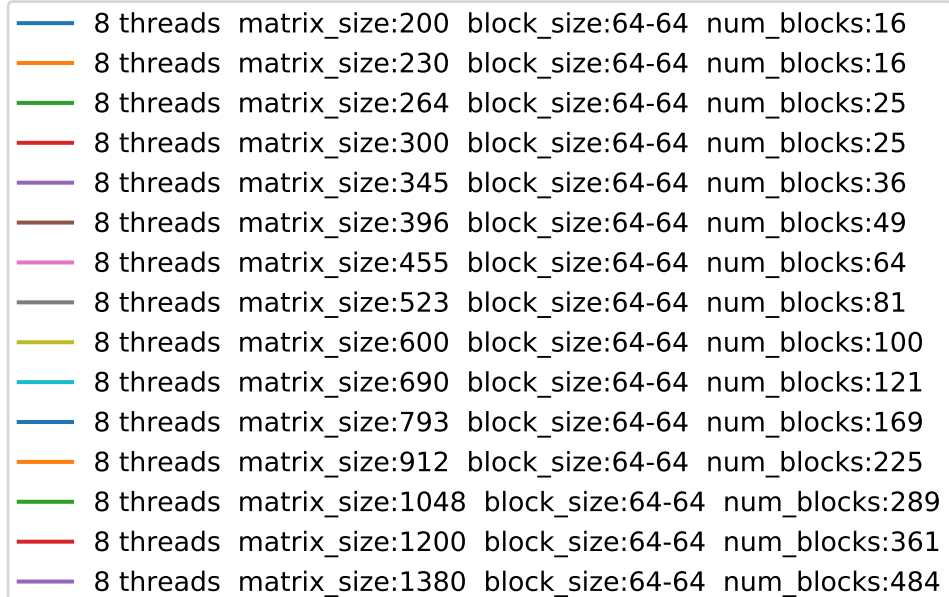 8 threads  matrix_size:200  block_size:64-64  num_blocks:16
8 threads  matrix_size:230  block_size:64-64  num_blocks:16
8 threads  matrix_size:264  block_size:64-64  num_blocks:25
8 threads  matrix_size:300  block_size:64-64  num_blocks:25
8 threads  matrix_size:345  block_size:64-64  num_blocks:36
8 threads  matrix_size:396  block_size:64-64  num_blocks:49
8 threads  matrix_size:455  block_size:64-64  num_blocks:64
8 threads  matrix_size:523  block_size:64-64  num_blocks:81
8 threads  matrix_size:600  block_size:64-64  num_blocks:100
8 threads  matrix_size:690  block_size:64-64  num_blocks:121
8 threads  matrix_size:793  block_size:64-64  num_blocks:169
8 threads  matrix_size:912  block_size:64-64  num_blocks:225
8 threads  matrix_size:1048  block_size:64-64  num_blocks:289
8 threads  matrix_size:1200  block_size:64-64  num_blocks:361
8 threads  matrix_size:1380  block_size:64-64  num_blocks:484